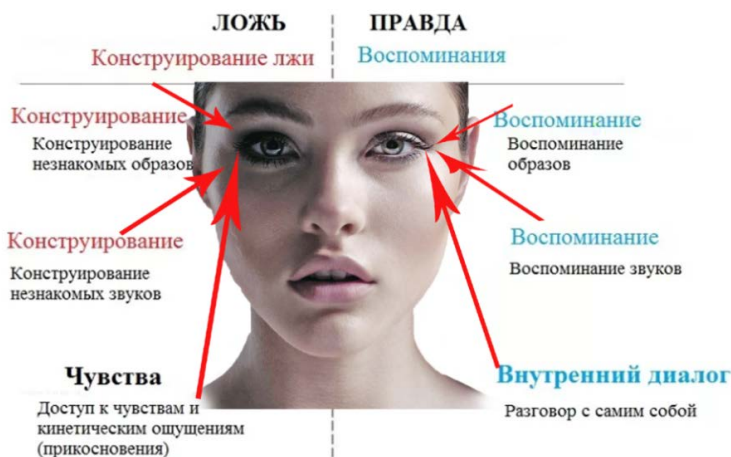 ЛОЖЬ
ПРАВДА
Конструирование лжи
Воспоминания
Конструирование
Конструирование
незнакомых образов
Воспоминание
Воспоминание
образов
Конструирование
Конструирование
незнакомых звуков
Воспоминание
Воспоминание звуков
Чувства
Доступ к чувствам и
кинетическим ощущениям
(прикосновения)
Внутренний диалог
Разговор с самим собой